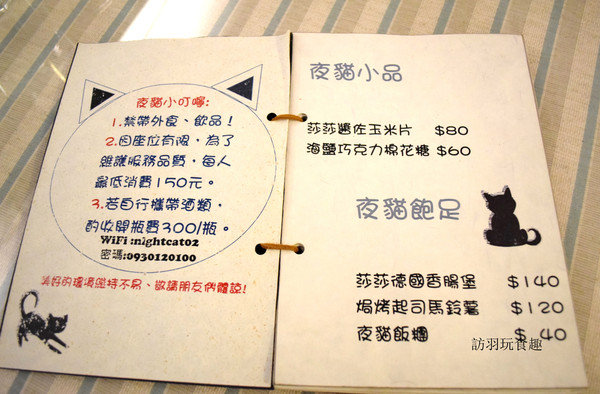 夜貓小叮嚀:
1.禁帶外食、飲品！
2.因座位有限，為了
維護服務品質，每人
最低消費150元。
3.若自行攜帶酒類，
酌收開瓶費300/瓶。
WiFi :nightcat02
密碼:0930120100
美好的環境維持不易、敬請朋友們體諒!
夜貓小品
莎莎醬佐玉米片 $80
海鹽巧克力棉花糖 $60
夜貓飽足
莎莎德國香腸堡 $140
焗烤起司馬鈴薯 $120
夜貓飯糰 $ 40
訪羽玩食趣